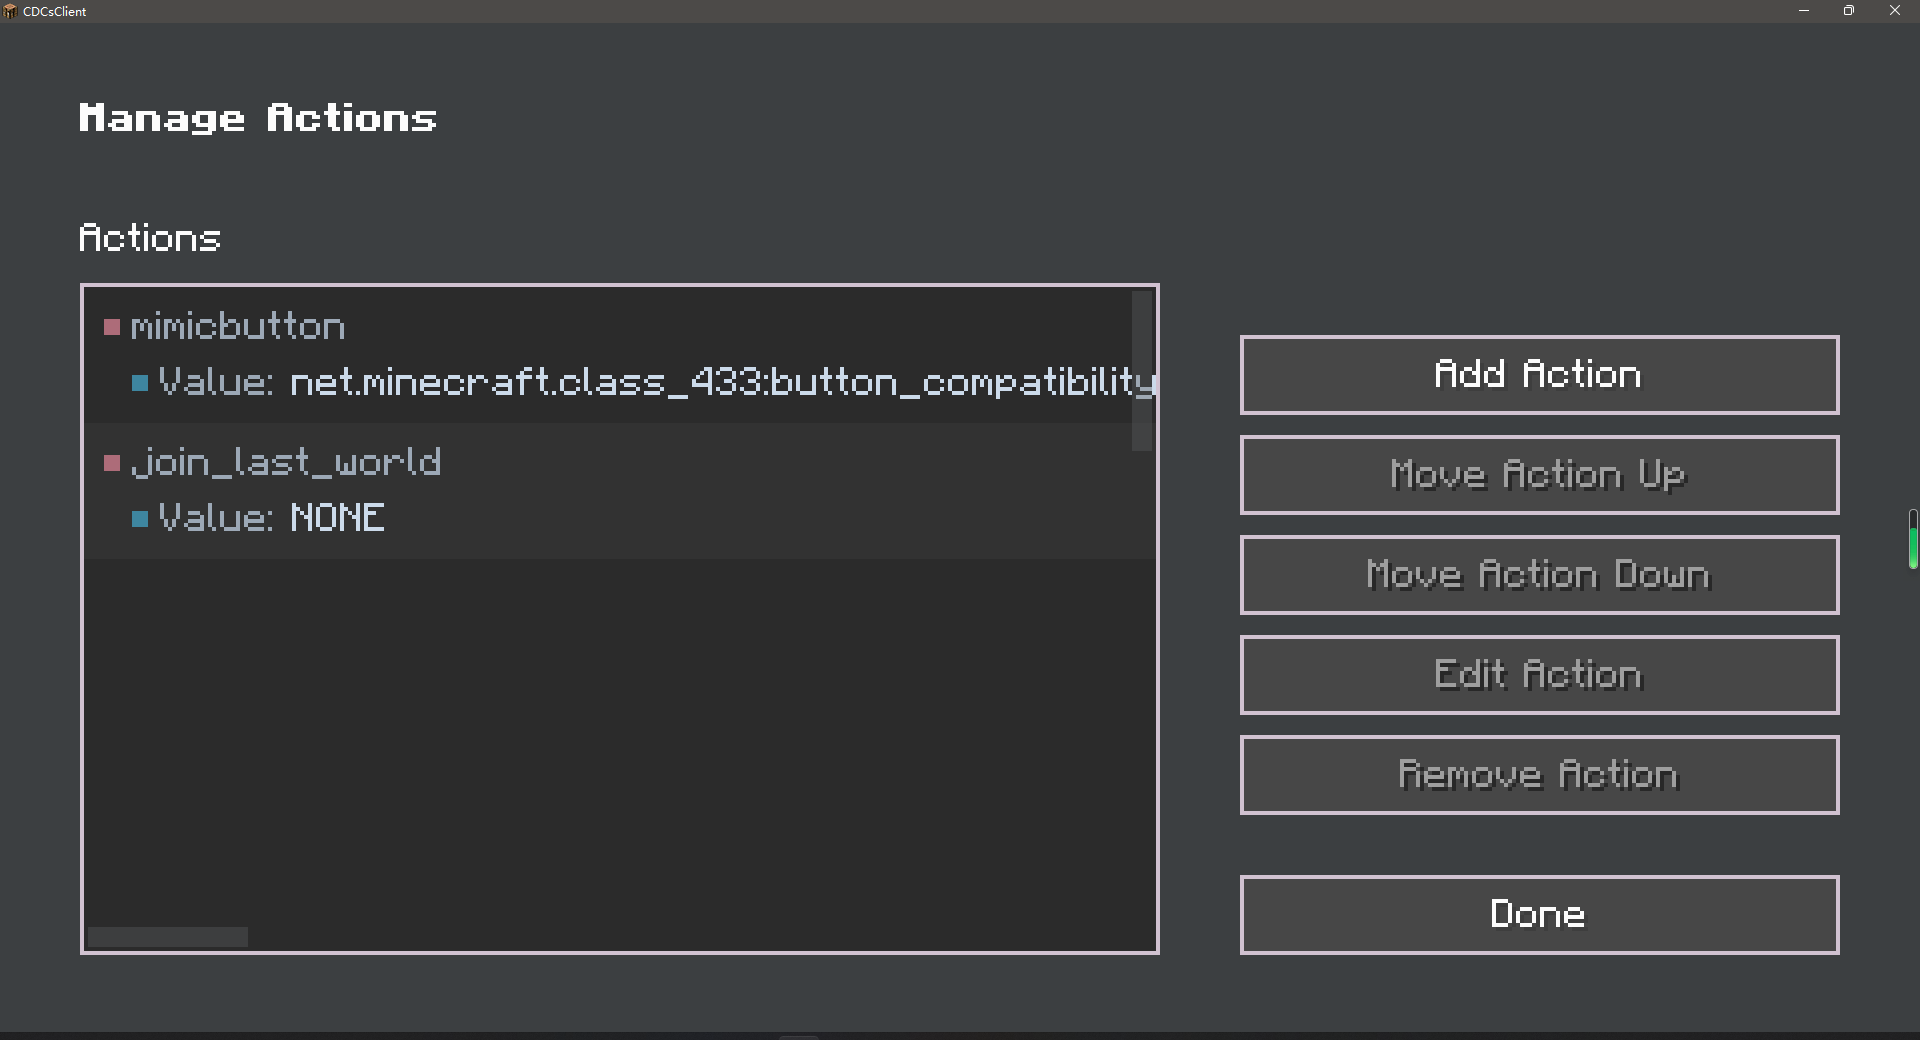 CDCsClient
Manage Actions
Actions
mimicbutton
Value: net.minecraft.class_433:button_compatibility
join_last_world
Value: NONE
Add Action
Move Action Up
Move Action Down
Edit Action
Remove Action
Done